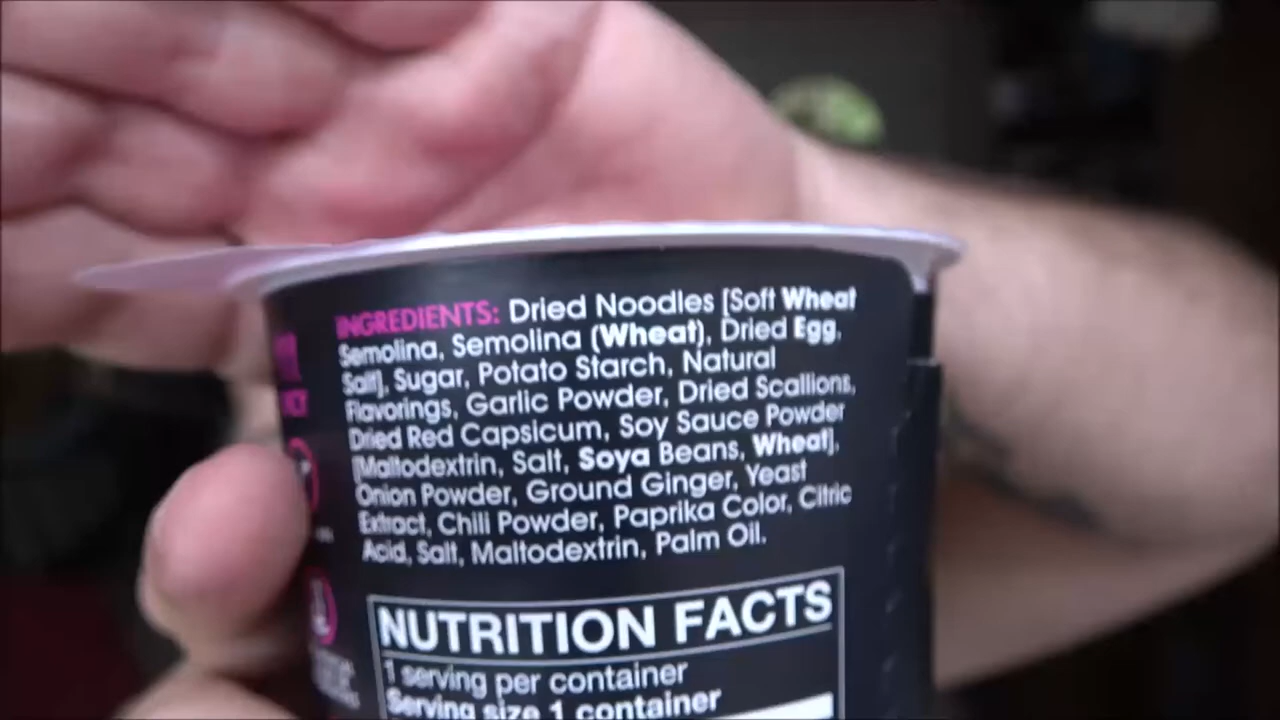 INGREDIENTS: Dried Noodles [Soft Wheat
Semolina, Semolina (Wheat), Dried Egg,
Salt], Sugar, Potato Starch, Natural
Flavorings, Garlic Powder, Dried Scallions,
Dried Red Capsicum, Soy Sauce Powder
[Maltodextrin, Salt, Soya Beans, Wheat],
Onion Powder, Ground Ginger, Yeast
Extract, Chili Powder, Paprika Color, Citric
Acid, Salt, Maltodextrin, Palm Oil.
NUTRITION FACTS
1 serving per container
Serving size 1 container